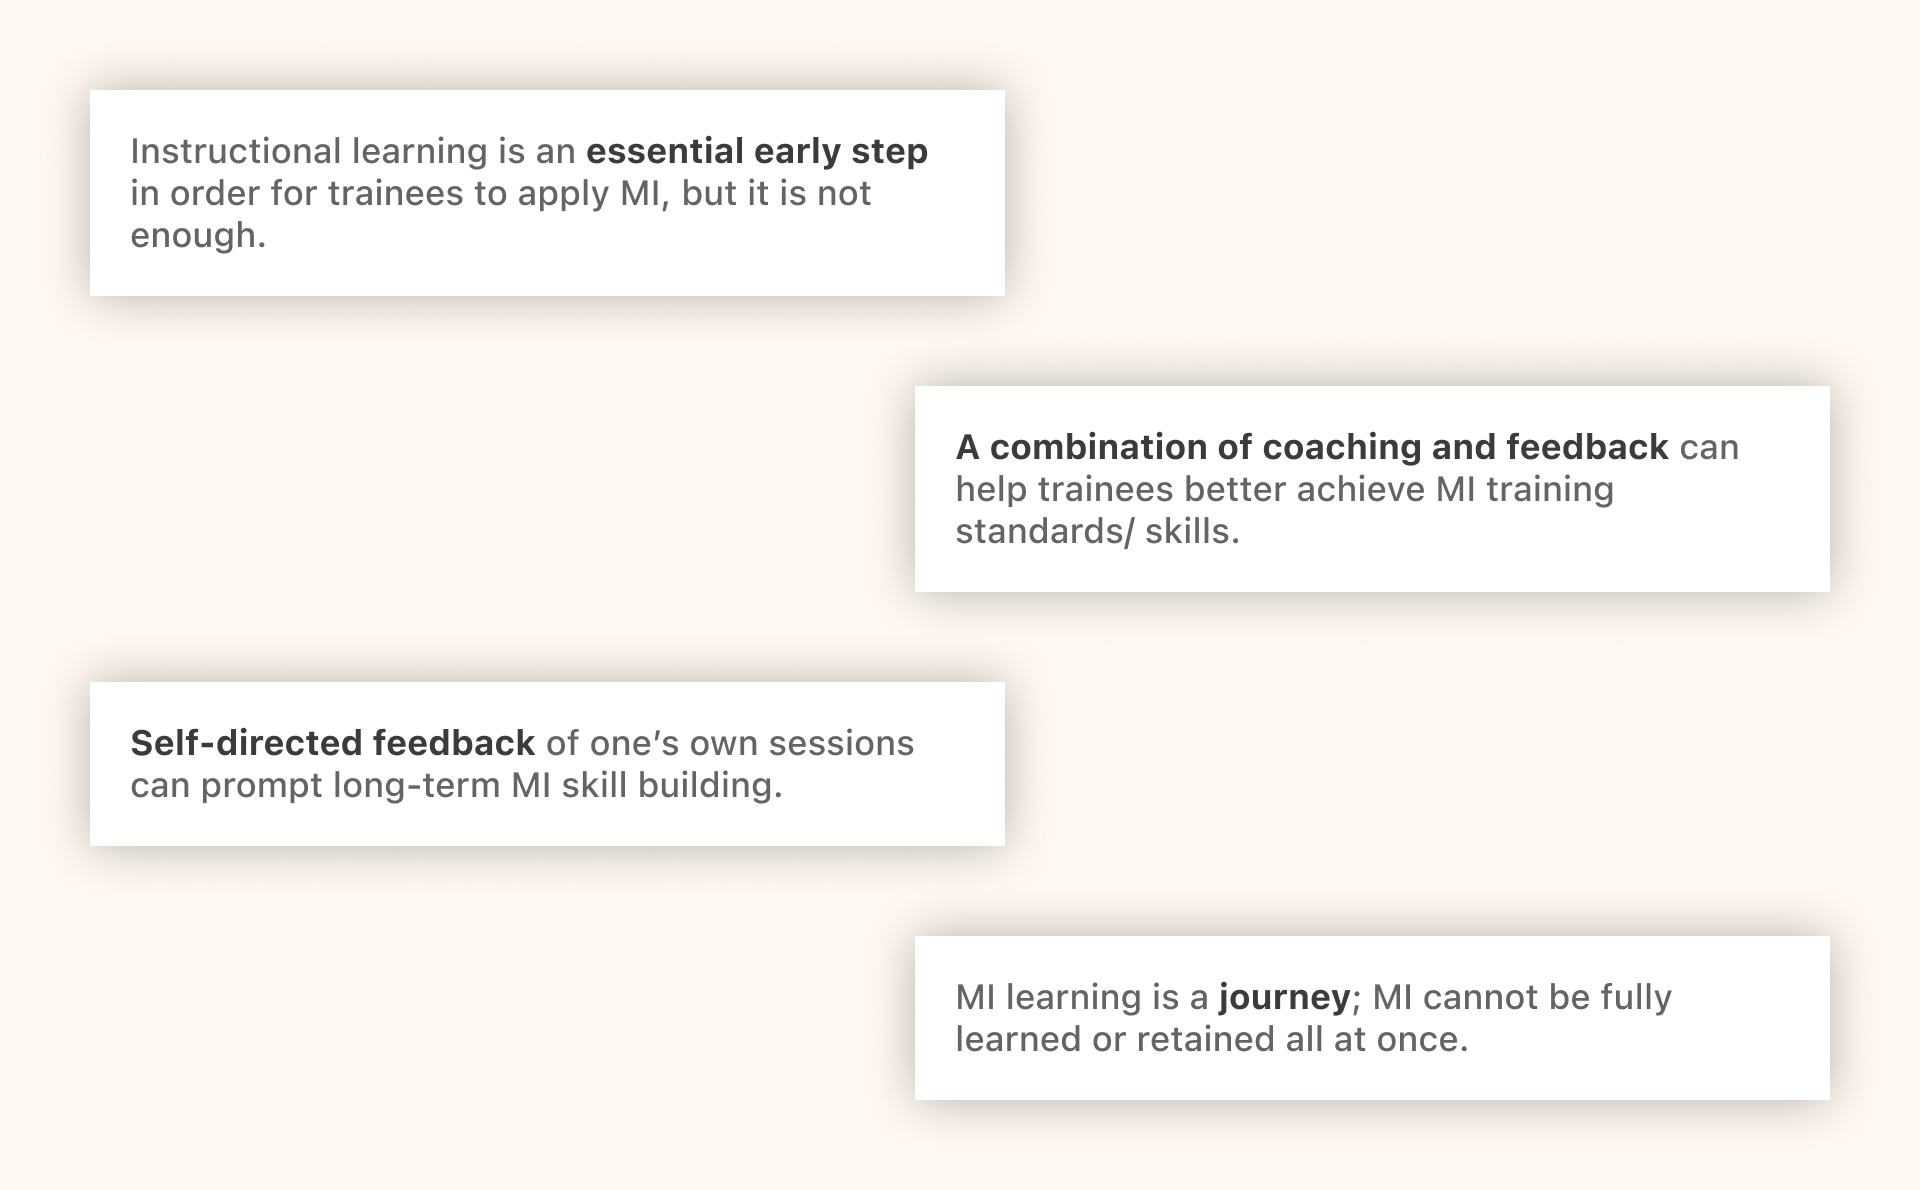 Instructional learning is an essential early step
in order for trainees to apply MI, but it is not
enough.
A combination of coaching and feedback can
help trainees better achieve MI training
standards/ skills.
Self-directed feedback of one’s own sessions
can prompt long-term MI skill building.
MI learning is a journey; MI cannot be fully
learned or retained all at once.